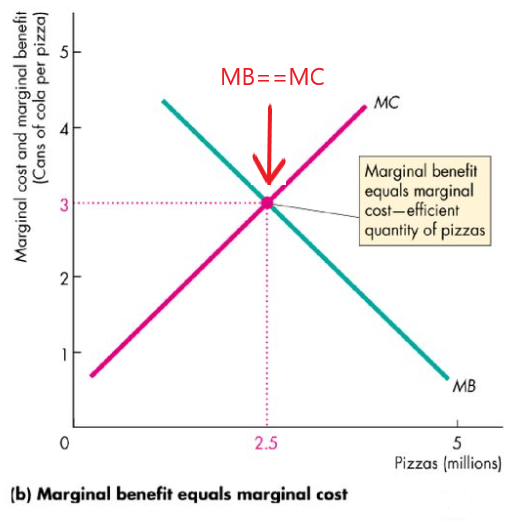 Marginal cost and marginal benefit
(Cans of cola per pizza)
5
4
3
2
1
0
MB==MC
MC
Marginal benefit
equals marginal
cost—efficient
quantity of pizzas
MB
2.5
5
Pizzas (millions)
(b) Marginal benefit equals marginal cost